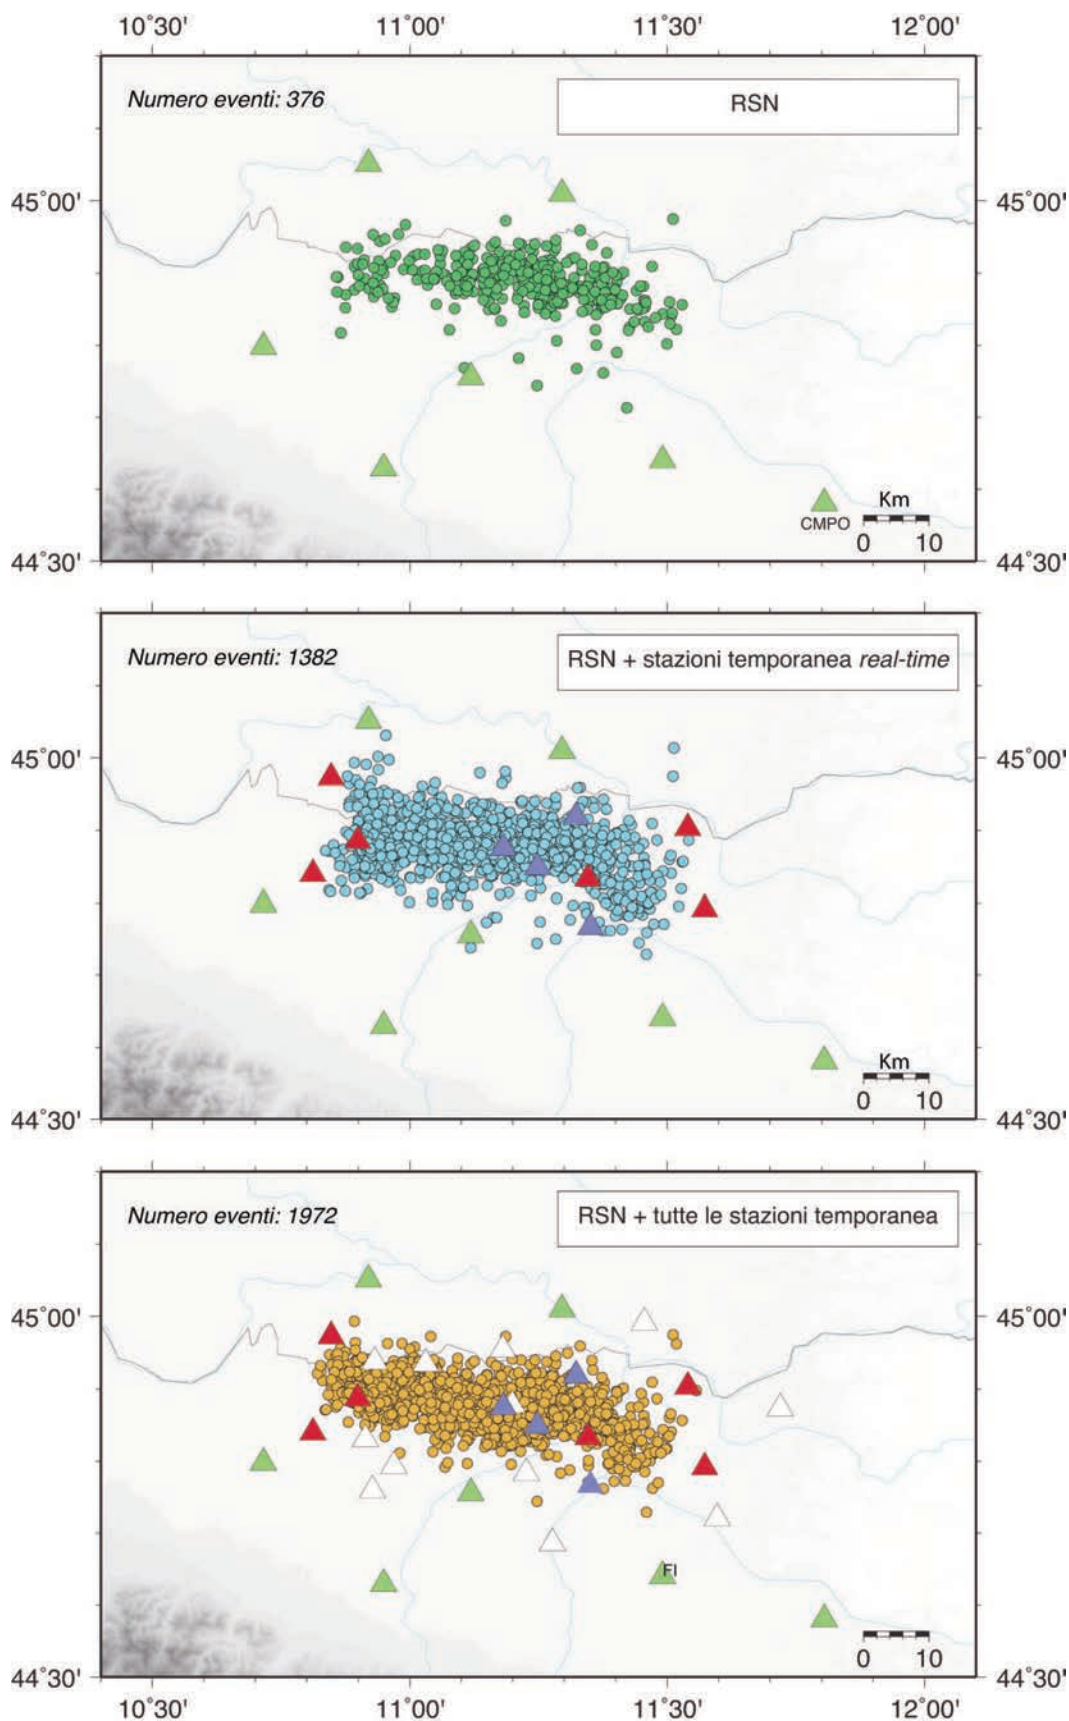 10˚30' 11˚00' 11˚30' 12˚00'
Numero eventi: 376
RSN
45˚00' 45˚00'
CMPO
Km
0 10
44˚30' 44˚30'
Numero eventi: 1382
RSN + stazioni temporanea real-time
45˚00' 45˚00'
Km
0 10
44˚30' 44˚30'
Numero eventi: 1972
RSN + tutte le stazioni temporanea
45˚00' 45˚00'
FI
0 10
44˚30' 44˚30'
10˚30' 11˚00' 11˚30' 12˚00'